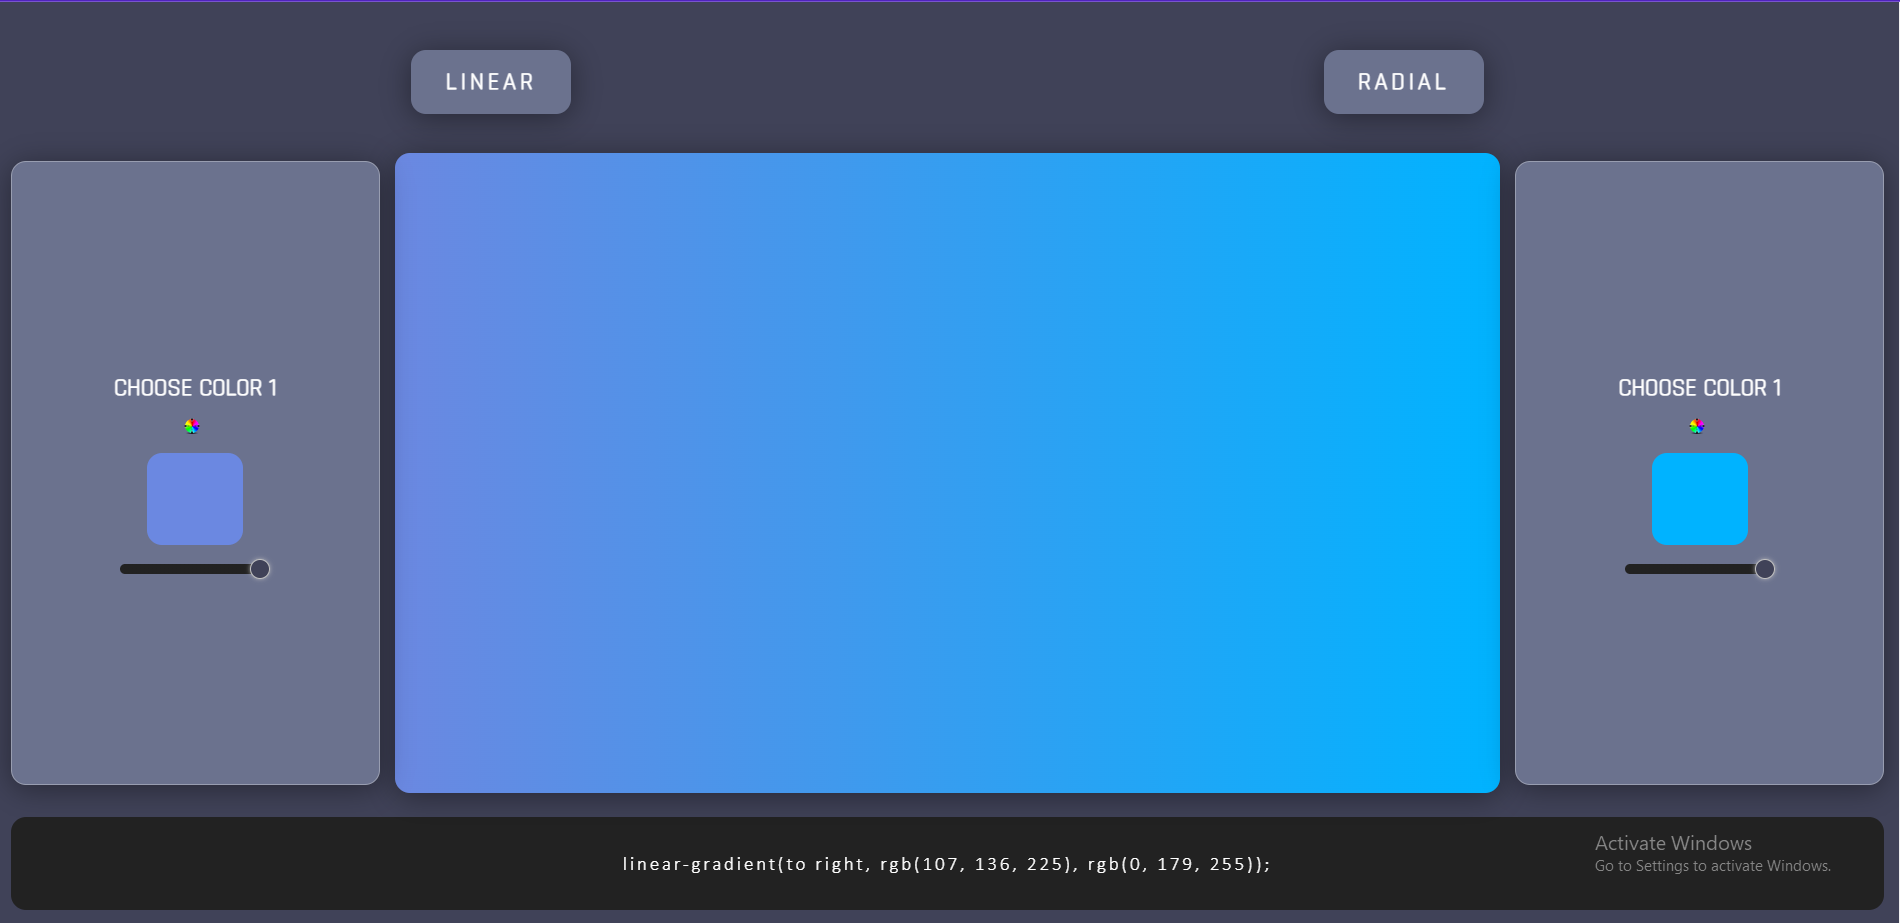 LINEAR
RADIAL
CHOOSE COLOR 1
CHOOSE COLOR 1
linear-gradient(to right, rgb(107, 136, 225), rgb(0, 179, 255));
Activate Windows
Go to Settings to activate Windows.